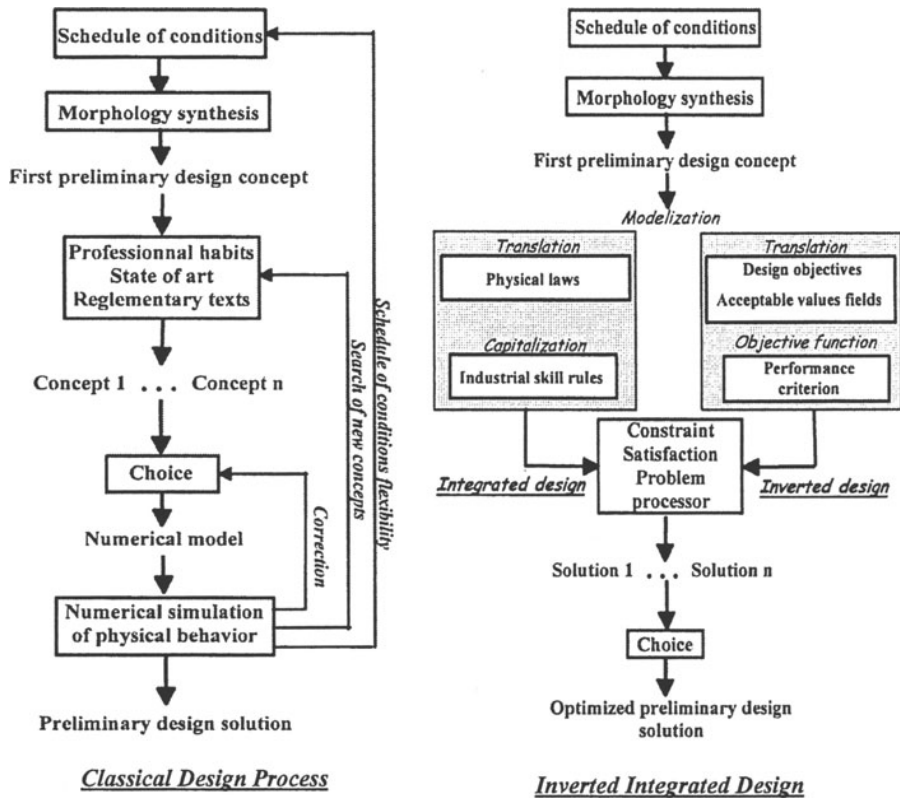 Schedule of conditions
Morphology synthesis
First preliminary design concept
Professionnal habits
State of art
Reglementary texts
Concept 1 . . . Concept n
Choice
Numerical model
Numerical simulation
of physical behavior
Preliminary design solution
Correction
Search of new concepts
Schedule of conditions flexibility
Classical Design Process
Schedule of conditions
Morphology synthesis
First preliminary design concept
Modelization
Translation
Physical laws
Capitalization
Industrial skill rules
Translation
Design objectives
Acceptable values fields
Objective function
Performance
criterion
Integrated design
Constraint
Satisfaction
Problem
processor
Inverted design
Solution 1 . . . Solution n
Choice
Optimized preliminary design
solution
Inverted Integrated Design